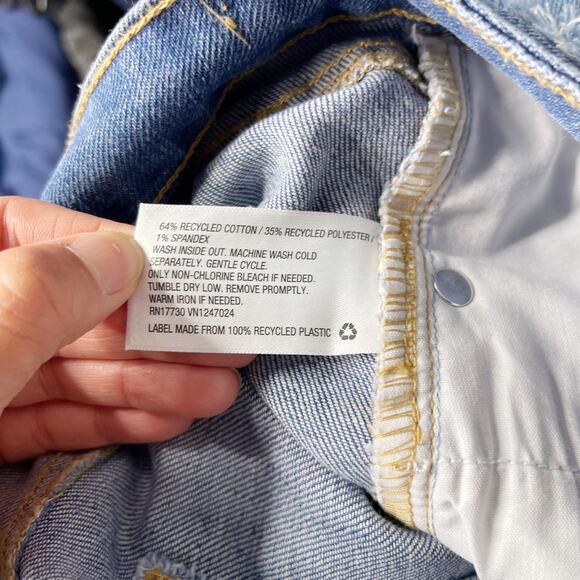 64% RECYCLED COTTON / 35% RECYCLED POLYESTER /
1% SPANDEX
WASH INSIDE OUT. MACHINE WASH COLD
SEPARATELY. GENTLE CYCLE.
ONLY NON-CHLORINE BLEACH IF NEEDED.
TUMBLE DRY LOW. REMOVE PROMPTLY.
WARM IRON IF NEEDED.
RN17730 VN1247024
LABEL MADE FROM 100% RECYCLED PLASTIC